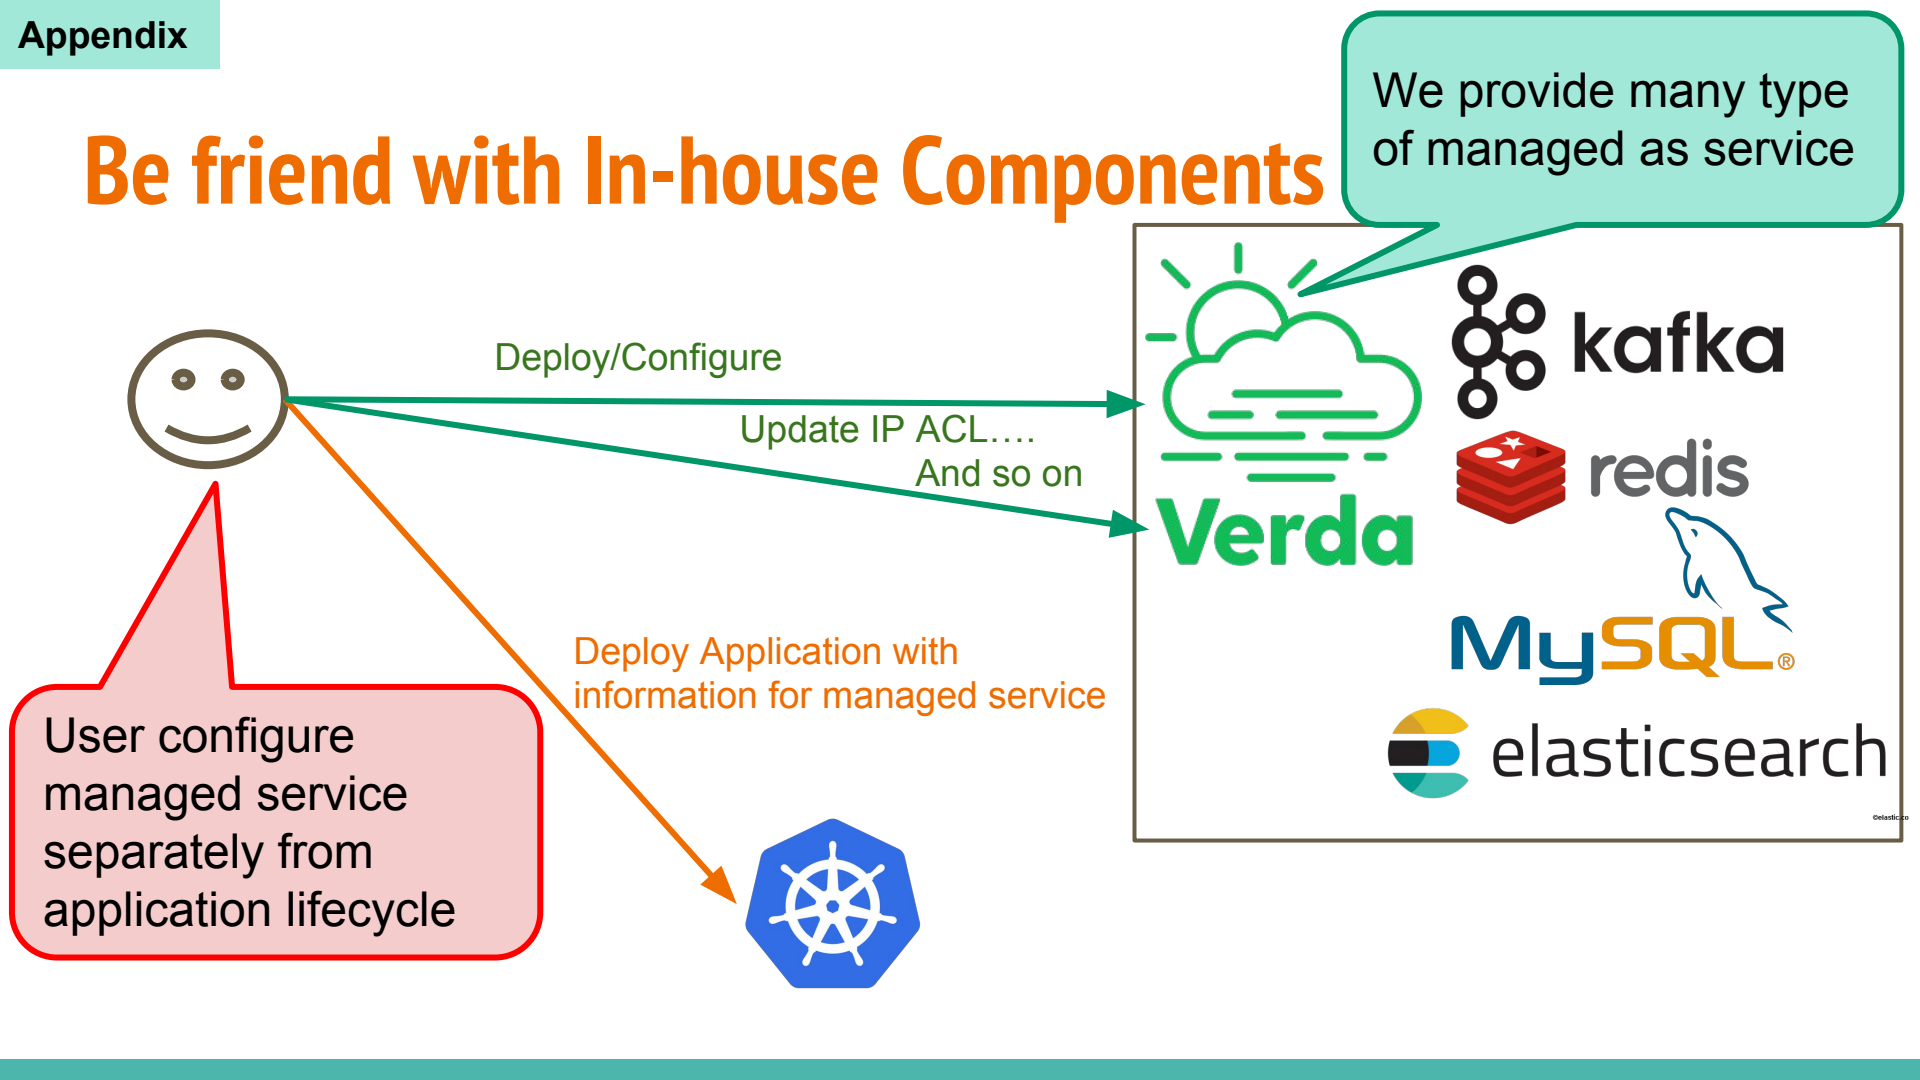 Appendix
We provide many type
of managed as service
Be friend with In-house Components
Deploy/Configure
Update IP ACL....
And so on
kafka
redis
Verda
MySQL®
Deploy Application with
information for managed service
elasticsearch
©elastic.co
User configure
managed service
separately from
application lifecycle